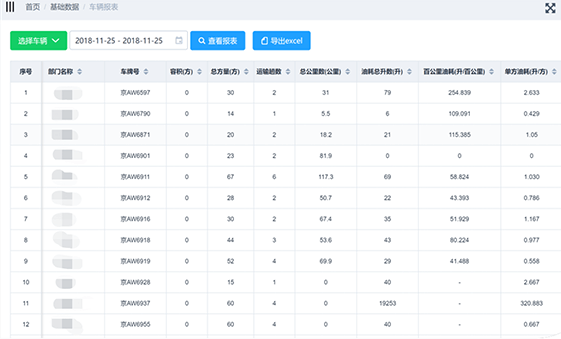 首页 / 基础数据 / 车辆报表
选择车辆 2018-11-25 - 2018-11-25 查看报表 导出excel
序号 部门名称 车牌号 容积(方) 总方量(方) 运输趟数 总公里数(公里) 油耗总升数(升) 百公里油耗(升/百公里) 单方油耗(升/方)
1 京AW6597 0 30 2 31 79 254.839 2.633
2 京AW6790 0 14 1 5.5 6 109.091 0.429
3 京AW6871 0 20 2 18.2 21 115.385 1.05
4 京AW6901 0 23 2 81.9 0 0 0
5 京AW6911 0 67 6 117.3 69 58.824 1.030
6 京AW6912 0 28 2 50.7 22 43.393 0.786
7 京AW6916 0 30 2 67.4 35 51.929 1.167
8 京AW6918 0 44 3 53.6 43 80.224 0.977
9 京AW6919 0 52 4 69.9 29 41.488 0.558
10 京AW6928 0 15 1 0 40 - 2.667
11 京AW6937 0 60 4 0 19253 - 320.883
12 京AW6955 0 60 4 0 40 - 0.667